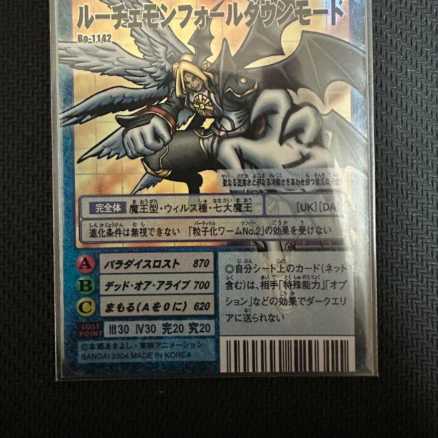 ルーチェモンフォールダウンモード
Bo-1142
完全体 魔王型・ウィルス種・七大魔王 [UK][DA
進化条件は無視できない 「粒子化ワームNo.2」の効果を受けない
A パラダイスロスト 870
B デッド・オア・アライブ 700
C まもる(Aを0に) 620
LOST POINT Ⅲ30 Ⅳ30 完20 究20
○自分シート上のカード(ネット
含む)は、相手「特殊能力」「オプ
ション」などの効果でダークエリ
アに送られない
©本郷あきよし・東映アニメーション
BANDAI 2004 MADE IN KOREA